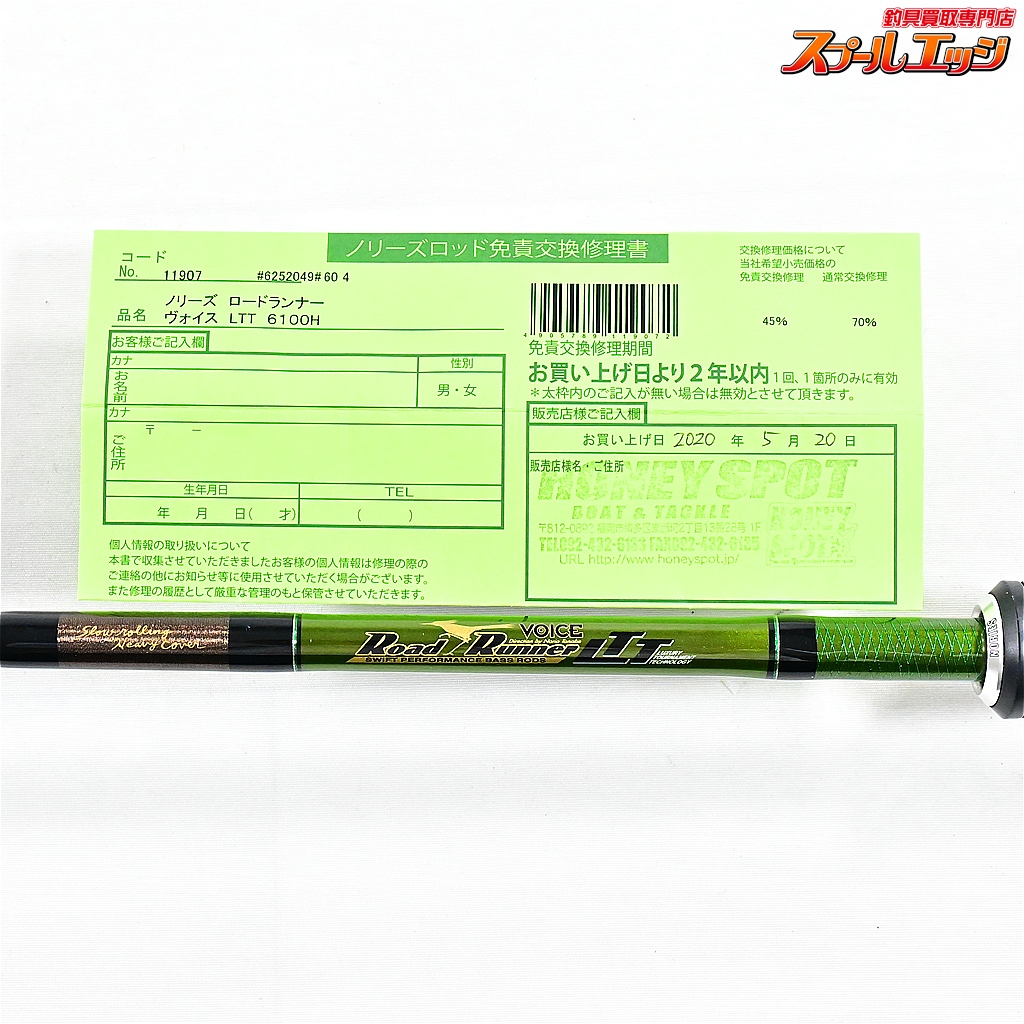 釣具買取専門店
スプールエッジ
ノリーズロッド免責交換修理書
コード
No. 11907 #6252049# 60 4
品名 ノリーズ ロードランナー
ヴォイス LTT 6100H
お客様ご記入欄
カナ 性別
お名前 男・女
カナ
ご住所 〒 －
生年月日 TEL
年 月 日( 才) ( )
個人情報の取り扱いについて
本書で収集させていただきましたお客様の個人情報は修理の際の
ご連絡の他にお知らせ等に使用させていただく場合がございます。
また修理の履歴として厳重な管理のもと保管させていただきます。
交換修理価格について
当社希望小売価格の
免責交換修理 通常交換修理
45% 70%
4905789119072
免責交換修理期間
お買い上げ日より2年以内 1回、1箇所のみに有効
＊太枠内のご記入が無い場合は無効とさせて頂きます。
販売店様ご記入欄
お買い上げ日 2020 年 5 月 20 日
販売店様名・ご住所
HONEY SPOT
BOAT & TACKLE
URL http://www.honeyspot.jp/
Slow-rolling
Heavy Cover
VOICE
Road Runner
SWIFT PERFORMANCE BASS RODS
LTT
LUXURY
TOURNAMENT
TECHNOLOGY
NORIES